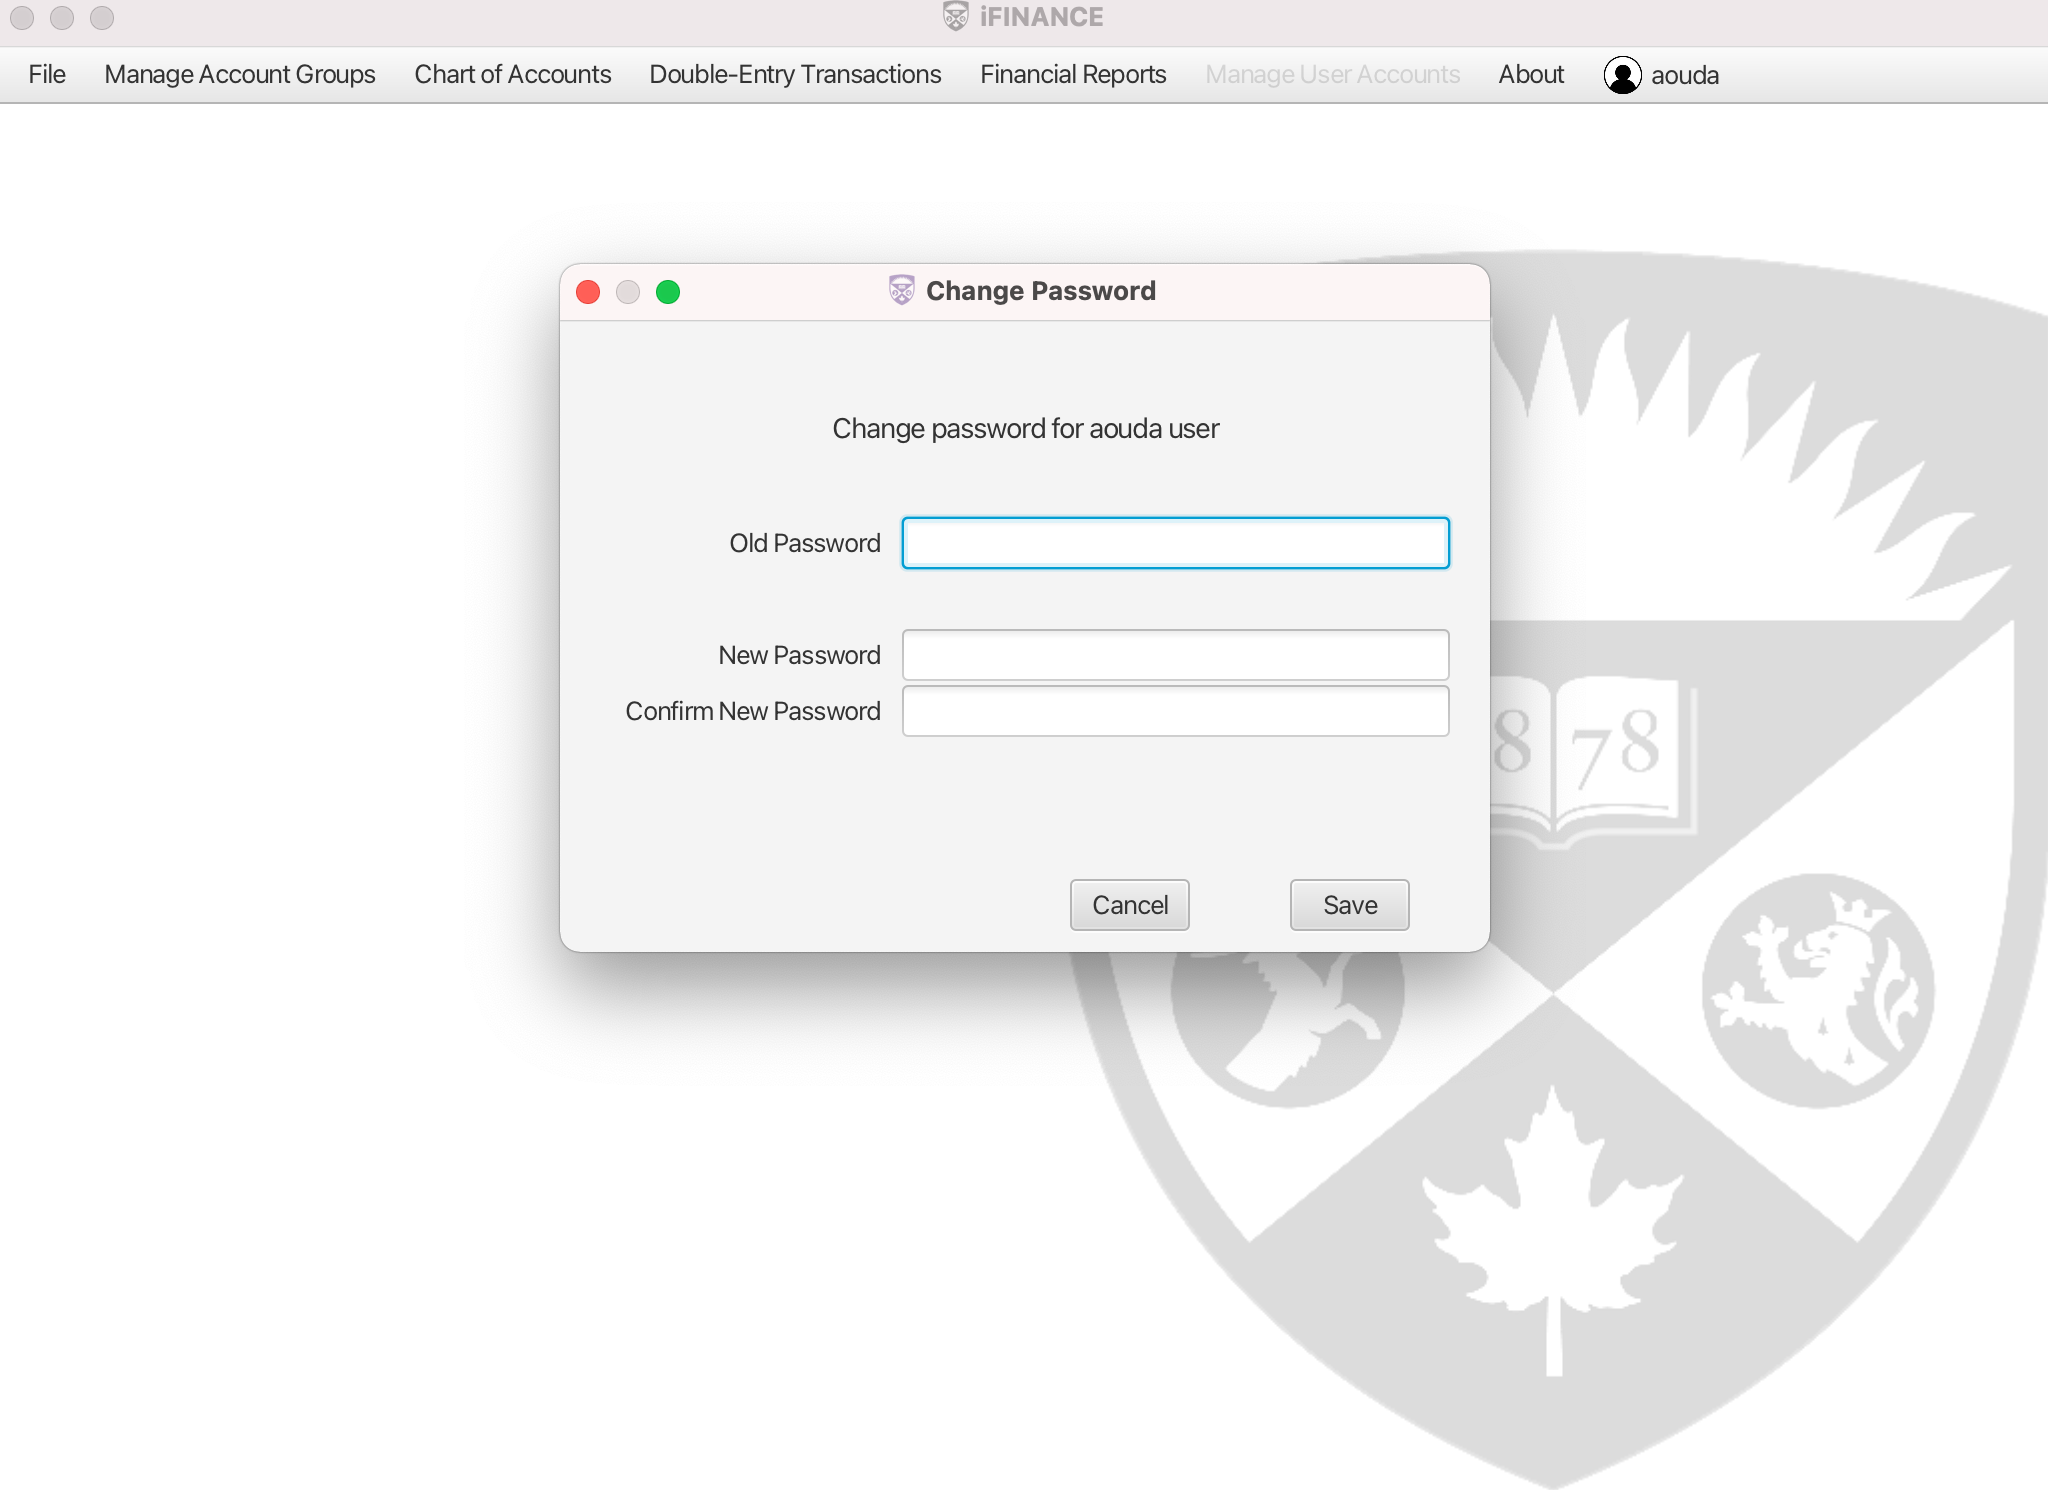 iFINANCE
File Manage Account Groups Chart of Accounts Double-Entry Transactions Financial Reports Manage User Accounts About aouda
Change Password
Change password for aouda user
Old Password
New Password
Confirm New Password
Cancel Save
8 78